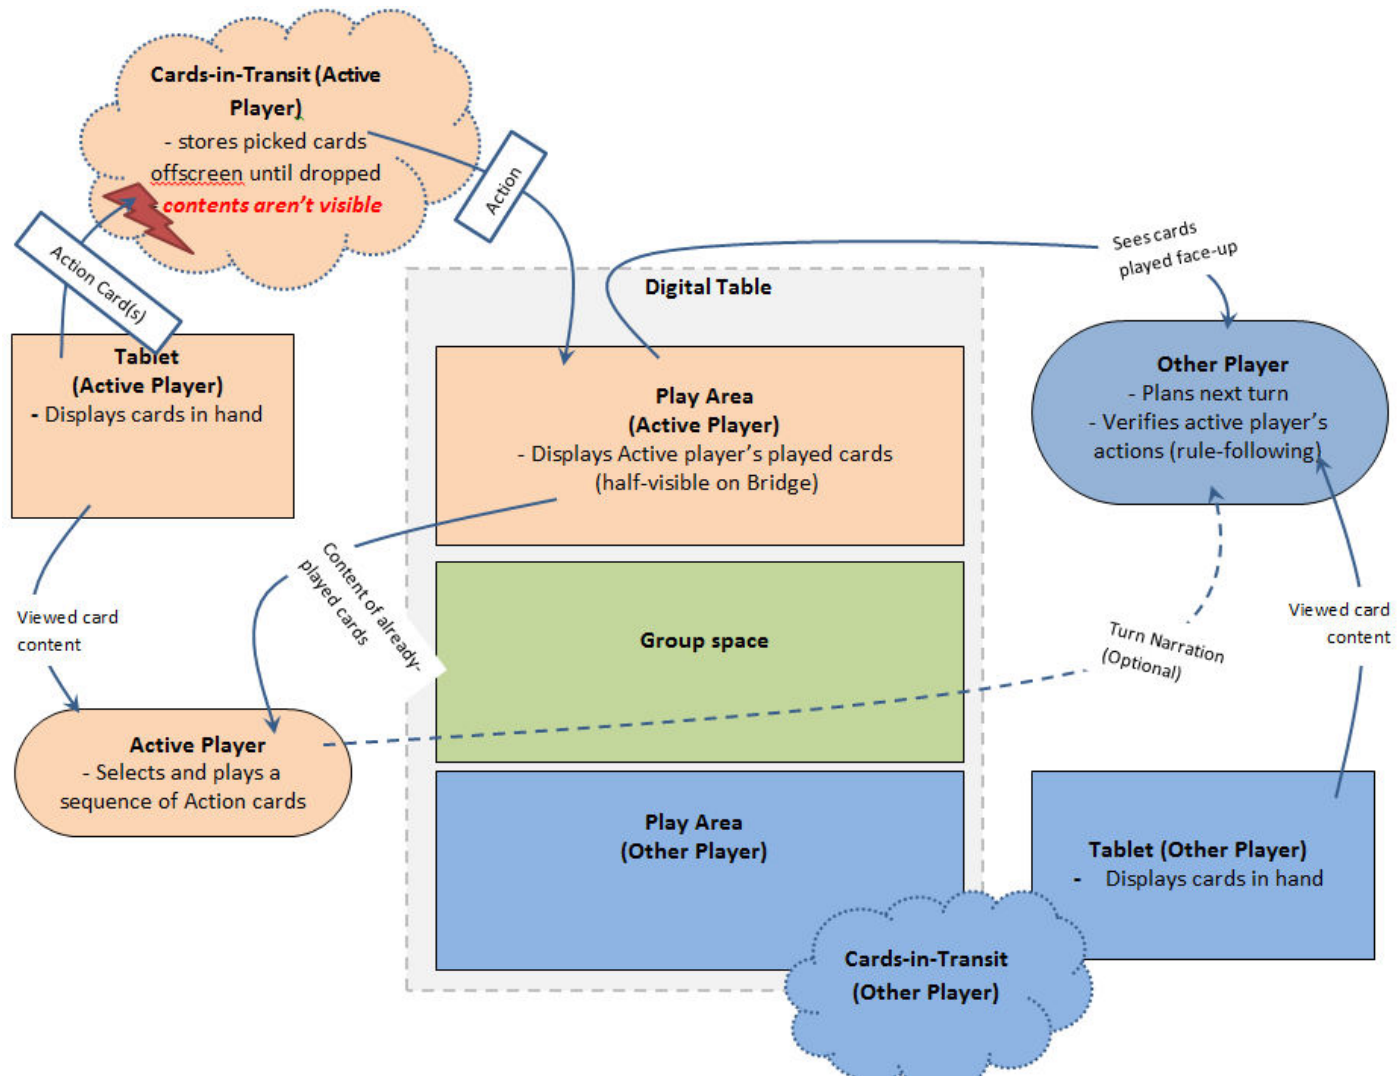 Cards-in-Transit (Active
Player)
- stores picked cards
offscreen until dropped
- contents aren't visible
Action
Action Card(s)
Sees cards
played face-up
Digital Table
Tablet
(Active Player)
- Displays cards in hand
Play Area
(Active Player)
- Displays Active player's played cards
(half-visible on Bridge)
Other Player
- Plans next turn
- Verifies active player's
actions (rule-following)
Content of already-
played cards
Viewed card
content
Group space
Turn Narration
(Optional)
Viewed card
content
Active Player
- Selects and plays a
sequence of Action cards
Play Area
(Other Player)
Tablet (Other Player)
- Displays cards in hand
Cards-in-Transit
(Other Player)